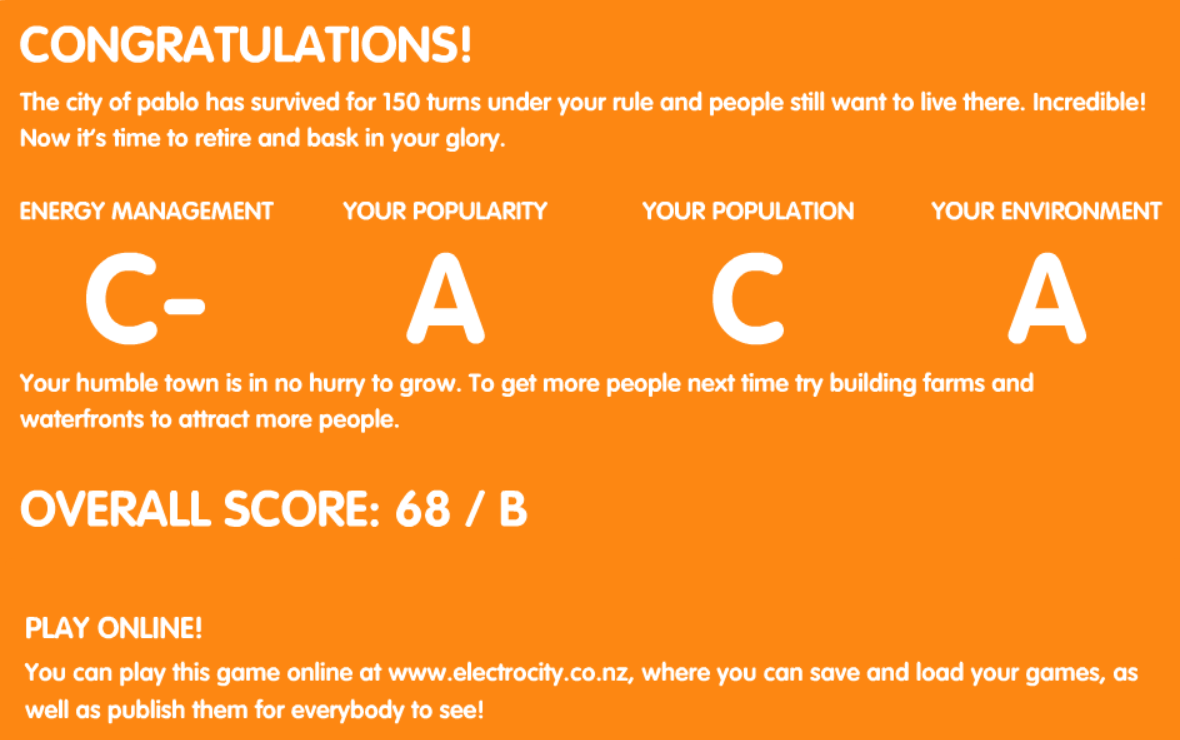 CONGRATULATIONS!
The city of pablo has survived for 150 turns under your rule and people still want to live there. Incredible!
Now it's time to retire and bask in your glory.
ENERGY MANAGEMENT YOUR POPULARITY YOUR POPULATION YOUR ENVIRONMENT
C- A C A
Your humble town is in no hurry to grow. To get more people next time try building farms and
waterfronts to attract more people.
OVERALL SCORE: 68 / B
PLAY ONLINE!
You can play this game online at www.electrocity.co.nz, where you can save and load your games, as
well as publish them for everybody to see!